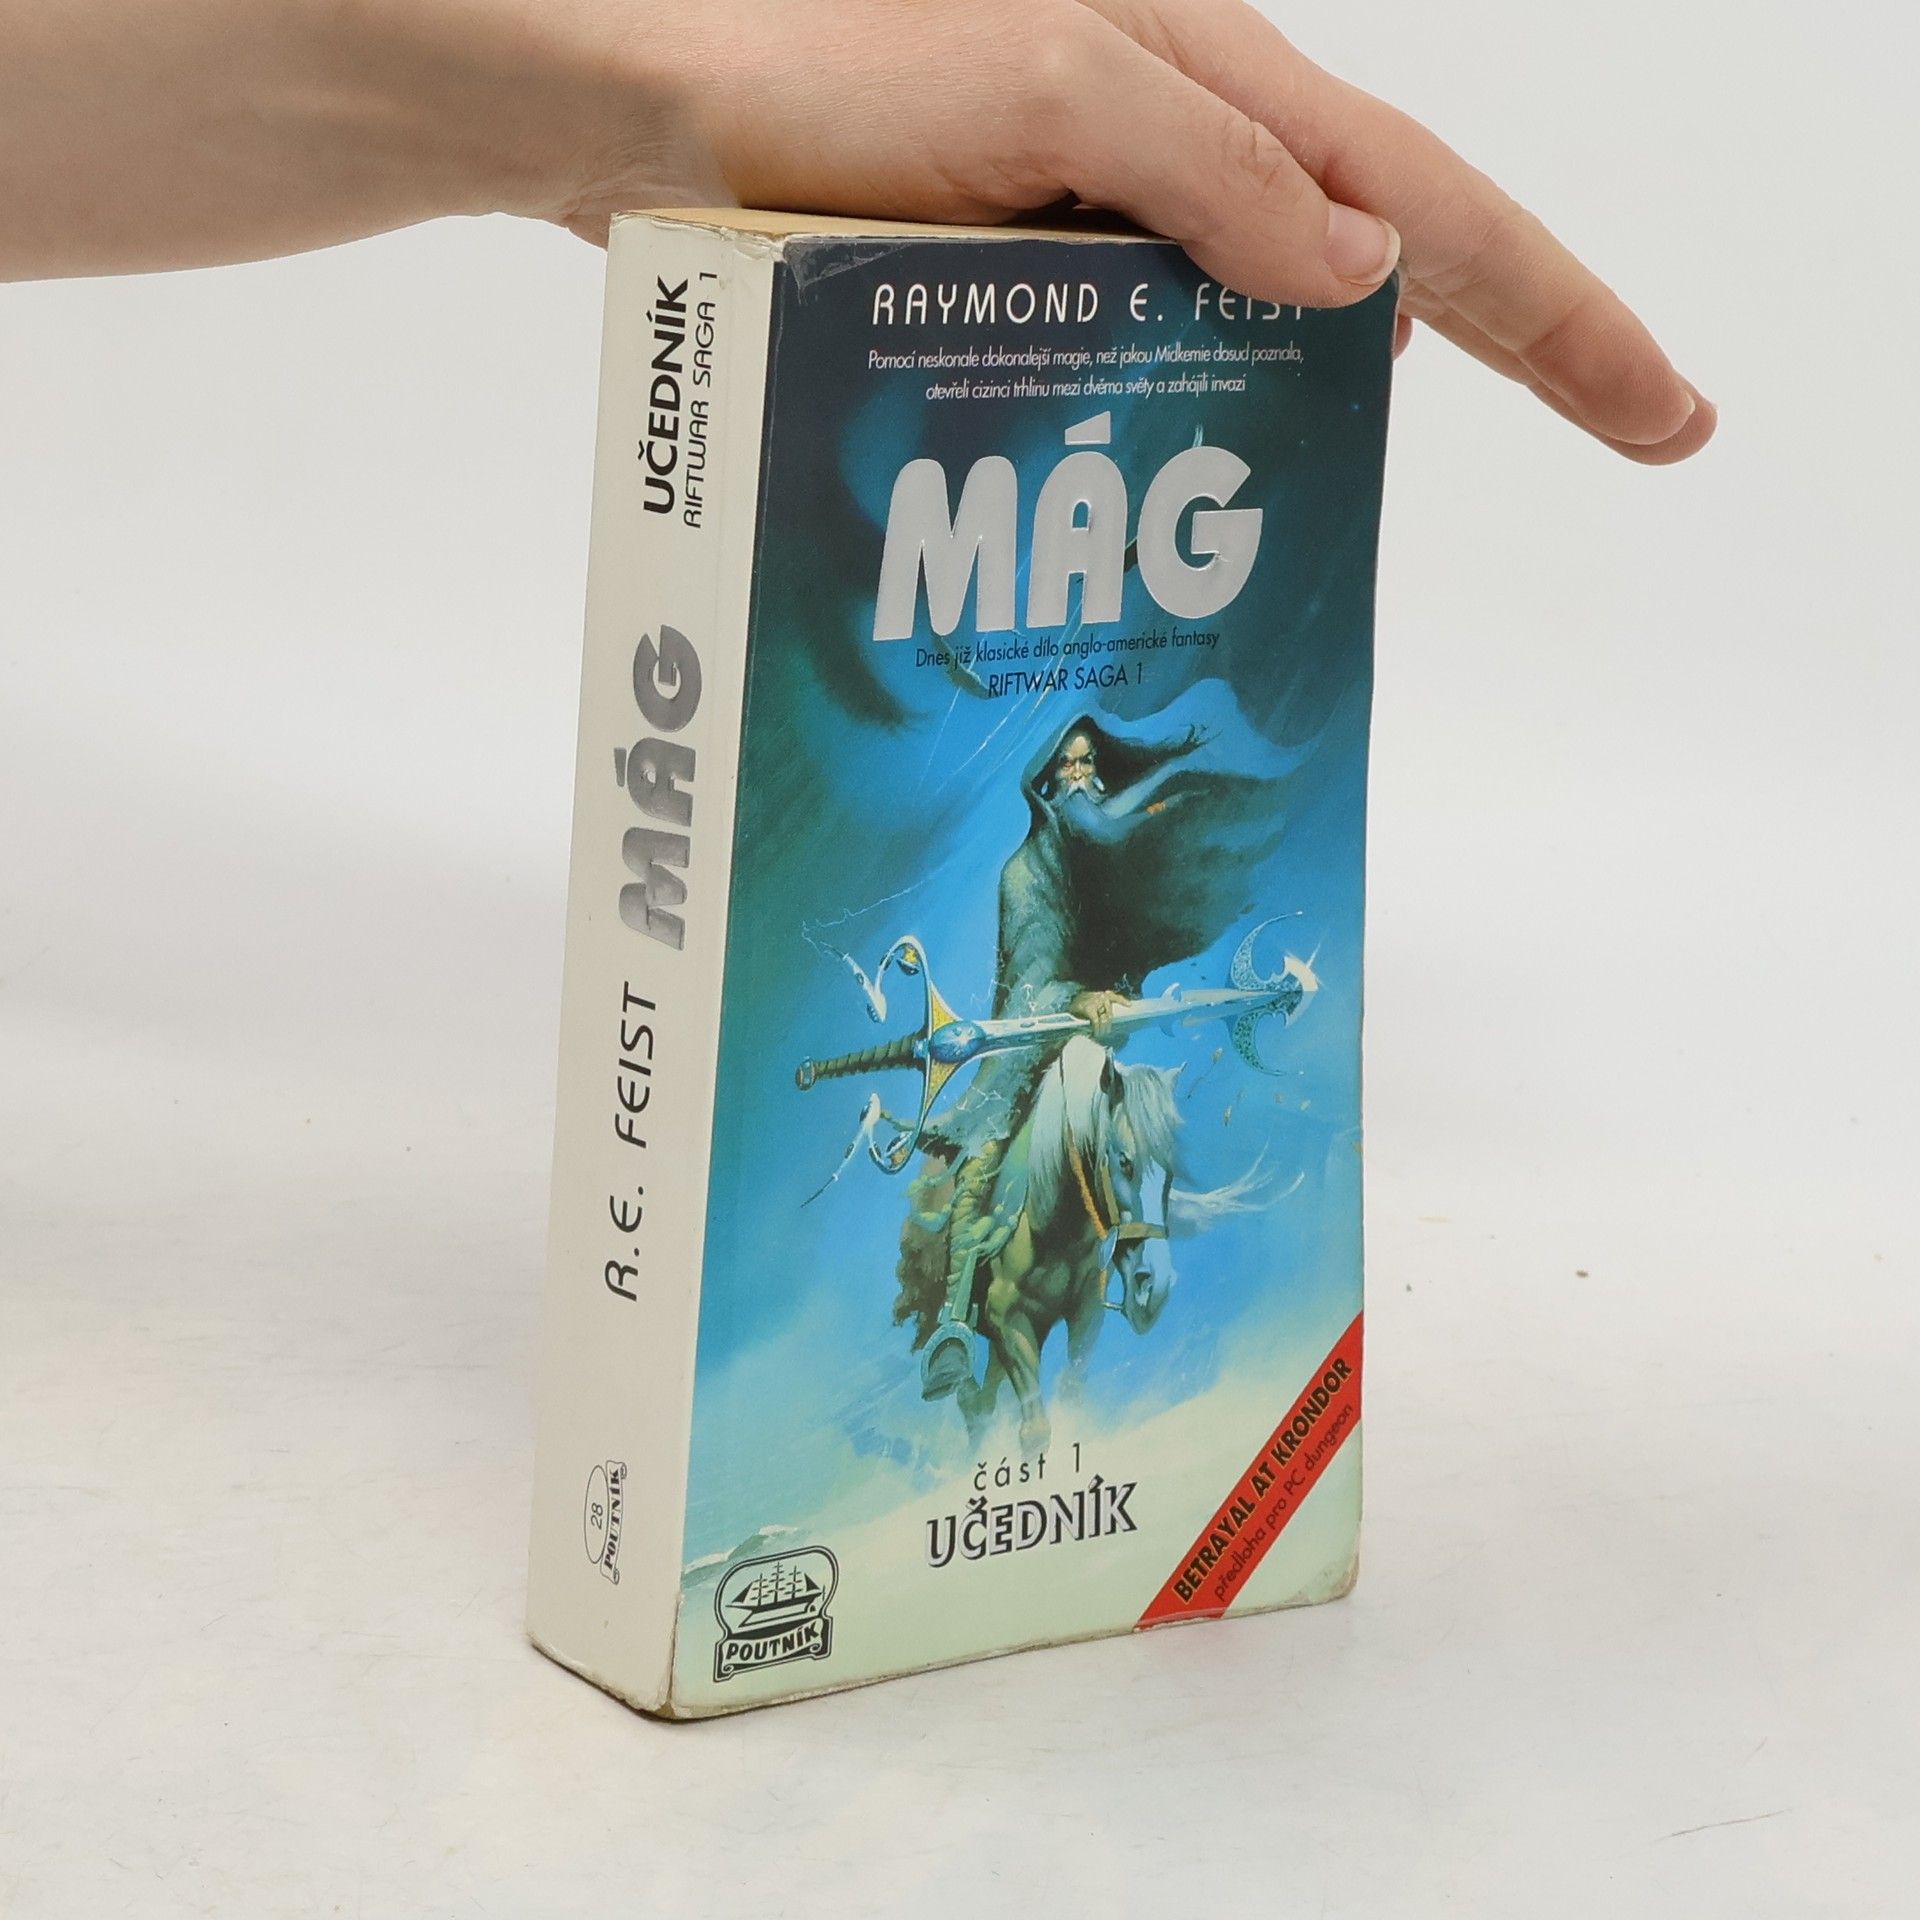 UČEDNÍK
RIFTWAR SAGA 1
MÁG
R.E. FEIST
28
POUTNÍK
RAYMOND E. FEIST
Pomocí neskonale dokonalejší magie, než jakou Midkemie dosud poznala,
otevřeli cizinci trhlinu mezi dvěma světy a zahájili invazi
MÁG
Dnes již klasické dílo anglo-americké fantasy
RIFTWAR SAGA 1
část 1
UČEDNÍK
BETRAYAL AT KRONDOR
předloha pro PC dungeon
POUTNÍK